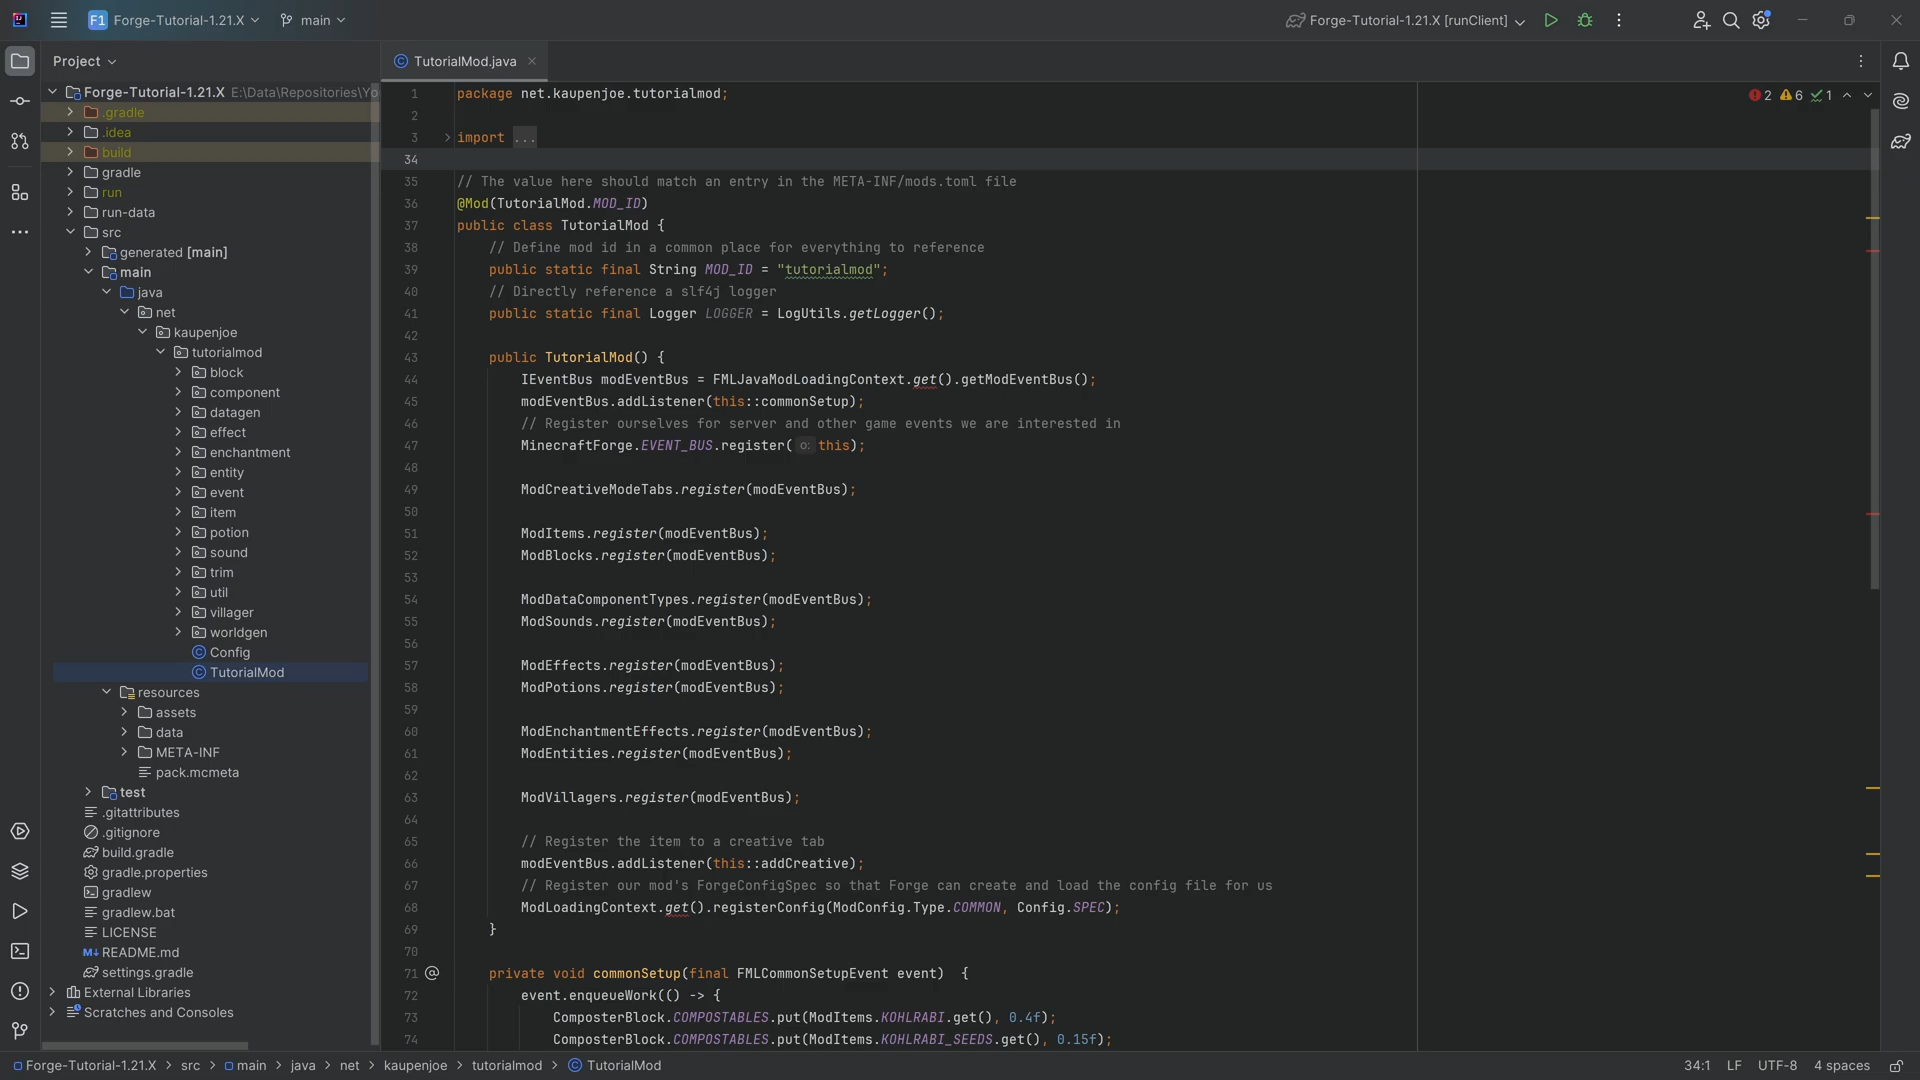 F1 Forge-Tutorial-1.21.X main Forge-Tutorial-1.21.X [runClient]
Project TutorialMod.java
Forge-Tutorial-1.21.X E:\Data\Repositories\Yo
.gradle
.idea
build
gradle
run
run-data
src
generated [main]
main
java
net
kaupenjoe
tutorialmod
block
component
datagen
effect
enchantment
entity
event
item
potion
sound
trim
util
villager
worldgen
Config
TutorialMod
resources
assets
data
META-INF
pack.mcmeta
test
.gitattributes
.gitignore
build.gradle
gradle.properties
gradlew
gradlew.bat
LICENSE
M↓ README.md
settings.gradle
External Libraries
Scratches and Consoles
2 6 1
1 package net.kaupenjoe.tutorialmod;
2
3 import ...
34
35 // The value here should match an entry in the META-INF/mods.toml file
36 @Mod(TutorialMod.MOD_ID)
37 public class TutorialMod {
38 // Define mod id in a common place for everything to reference
39 public static final String MOD_ID = "tutorialmod";
40 // Directly reference a slf4j logger
41 public static final Logger LOGGER = LogUtils.getLogger();
42
43 public TutorialMod() {
44 IEventBus modEventBus = FMLJavaModLoadingContext.get().getModEventBus();
45 modEventBus.addListener(this::commonSetup);
46 // Register ourselves for server and other game events we are interested in
47 MinecraftForge.EVENT_BUS.register( o: this);
48
49 ModCreativeModeTabs.register(modEventBus);
50
51 ModItems.register(modEventBus);
52 ModBlocks.register(modEventBus);
53
54 ModDataComponentTypes.register(modEventBus);
55 ModSounds.register(modEventBus);
56
57 ModEffects.register(modEventBus);
58 ModPotions.register(modEventBus);
59
60 ModEnchantmentEffects.register(modEventBus);
61 ModEntities.register(modEventBus);
62
63 ModVillagers.register(modEventBus);
64
65 // Register the item to a creative tab
66 modEventBus.addListener(this::addCreative);
67 // Register our mod's ForgeConfigSpec so that Forge can create and load the config file for us
68 ModLoadingContext.get().registerConfig(ModConfig.Type.COMMON, Config.SPEC);
69 }
70
71 @ private void commonSetup(final FMLCommonSetupEvent event) {
72 event.enqueueWork(() -> {
73 ComposterBlock.COMPOSTABLES.put(ModItems.KOHLRABI.get(), 0.4f);
74 ComposterBlock.COMPOSTABLES.put(ModItems.KOHLRABI_SEEDS.get(), 0.15f);
Forge-Tutorial-1.21.X > src > main > java > net > kaupenjoe > tutorialmod > TutorialMod 34:1 LF UTF-8 4 spaces